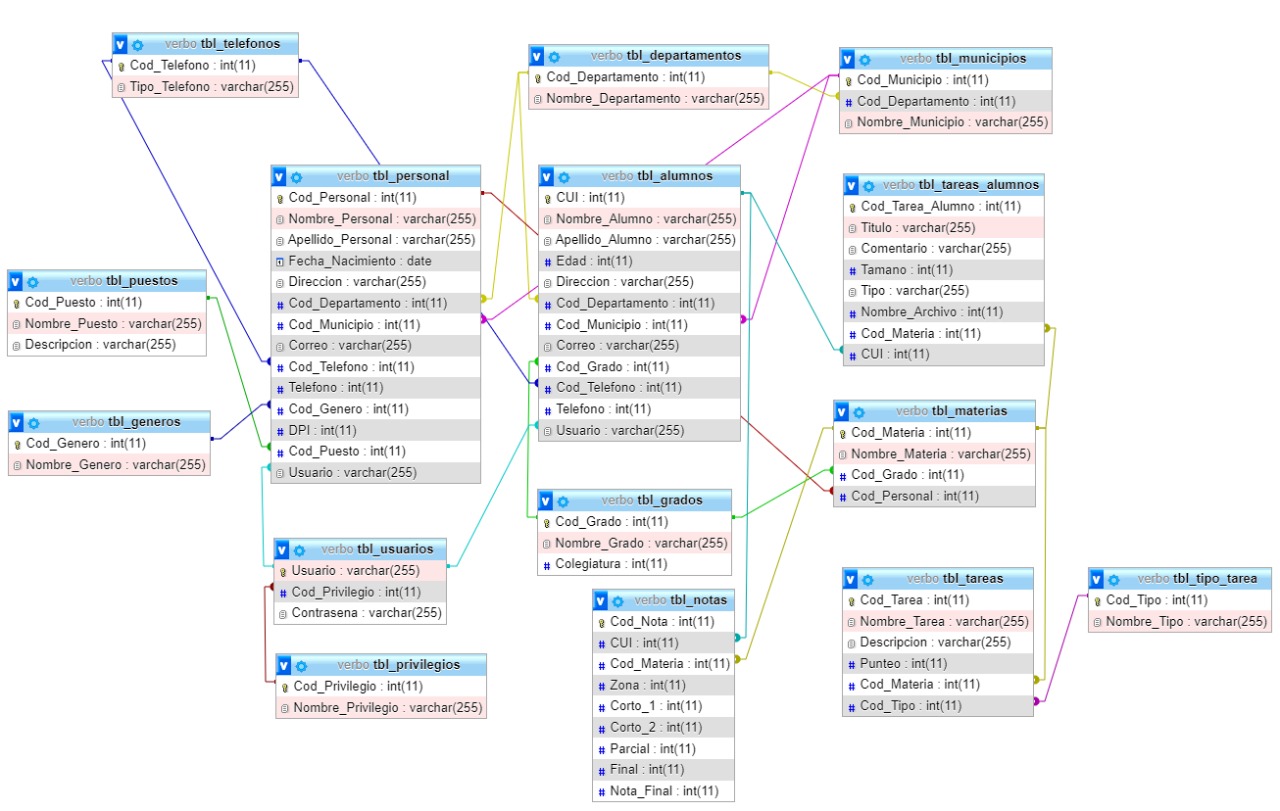 verbo tbl_telefonos
Cod_Telefono : int(11)
Tipo_Telefono : varchar(255)
verbo tbl_departamentos
Cod_Departamento : int(11)
Nombre_Departamento : varchar(255)
verbo tbl_municipios
Cod_Municipio : int(11)
Cod_Departamento : int(11)
Nombre_Municipio : varchar(255)
verbo tbl_personal
Cod_Personal : int(11)
Nombre_Personal : varchar(255)
Apellido_Personal : varchar(255)
Fecha_Nacimiento : date
Direccion : varchar(255)
Cod_Departamento : int(11)
Cod_Municipio : int(11)
Correo : varchar(255)
Cod_Telefono : int(11)
Telefono : int(11)
Cod_Genero : int(11)
DPI : int(11)
Cod_Puesto : int(11)
Usuario : varchar(255)
verbo tbl_alumnos
CUI : int(11)
Nombre_Alumno : varchar(255)
Apellido_Alumno : varchar(255)
Edad : int(11)
Direccion : varchar(255)
Cod_Departamento : int(11)
Cod_Municipio : int(11)
Correo : varchar(255)
Cod_Grado : int(11)
Cod_Telefono : int(11)
Telefono : int(11)
Usuario : varchar(255)
verbo tbl_tareas_alumnos
Cod_Tarea_Alumno : int(11)
Titulo : varchar(255)
Comentario : varchar(255)
Tamano : int(11)
Tipo : varchar(255)
Nombre_Archivo : int(11)
Cod_Materia : int(11)
CUI : int(11)
verbo tbl_puestos
Cod_Puesto : int(11)
Nombre_Puesto : varchar(255)
Descripcion : varchar(255)
verbo tbl_generos
Cod_Genero : int(11)
Nombre_Genero : varchar(255)
verbo tbl_materias
Cod_Materia : int(11)
Nombre_Materia : varchar(255)
Cod_Grado : int(11)
Cod_Personal : int(11)
verbo tbl_grados
Cod_Grado : int(11)
Nombre_Grado : varchar(255)
Colegiatura : int(11)
verbo tbl_usuarios
Usuario : varchar(255)
Cod_Privilegio : int(11)
Contrasena : varchar(255)
verbo tbl_privilegios
Cod_Privilegio : int(11)
Nombre_Privilegio : varchar(255)
verbo tbl_notas
Cod_Nota : int(11)
CUI : int(11)
Cod_Materia : int(11)
Zona : int(11)
Corto_1 : int(11)
Corto_2 : int(11)
Parcial : int(11)
Final : int(11)
Nota_Final : int(11)
verbo tbl_tareas
Cod_Tarea : int(11)
Nombre_Tarea : varchar(255)
Descripcion : varchar(255)
Punteo : int(11)
Cod_Materia : int(11)
Cod_Tipo : int(11)
verbo tbl_tipo_tarea
Cod_Tipo : int(11)
Nombre_Tipo : varchar(255)